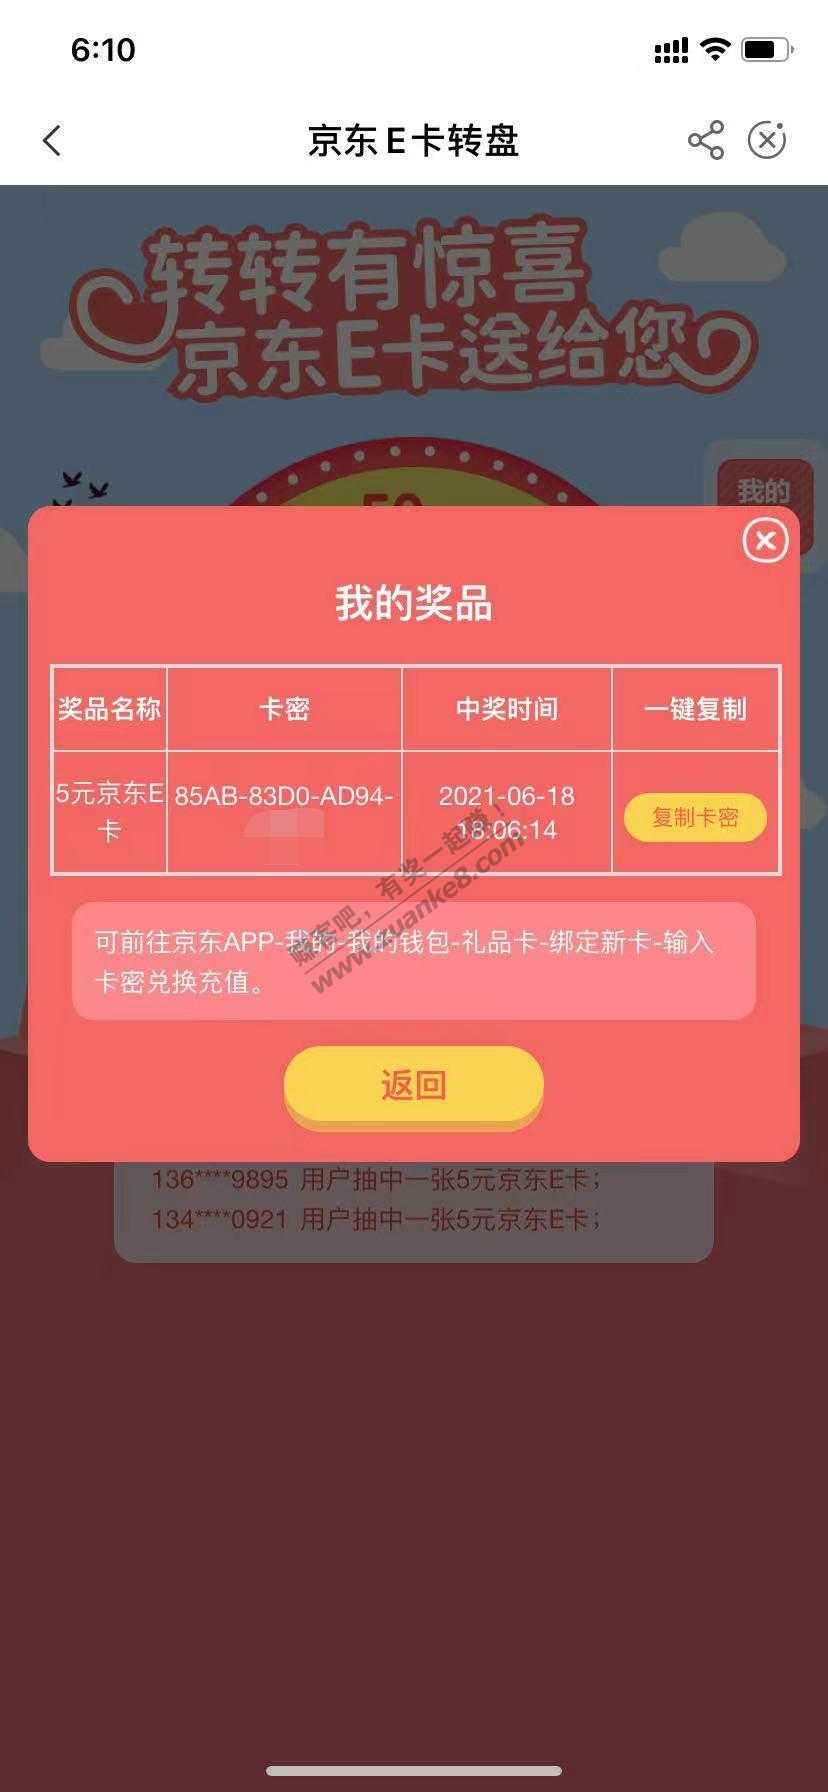 6:10
京东E卡转盘
转转有惊喜
京东E卡送给您
我的
我的奖品
奖品名称 卡密 中奖时间 一键复制
5元京东E 85AB-83D0-AD94- 2021-06-18 复制卡密
卡 18:06:14
赚客吧，有奖一起赚！
www.zuanke8.com
可前往京东APP-我的-我的钱包-礼品卡-绑定新卡-输入
卡密兑换充值。
返回
136****9895 用户抽中一张5元京东E卡；
134****0921 用户抽中一张5元京东E卡；